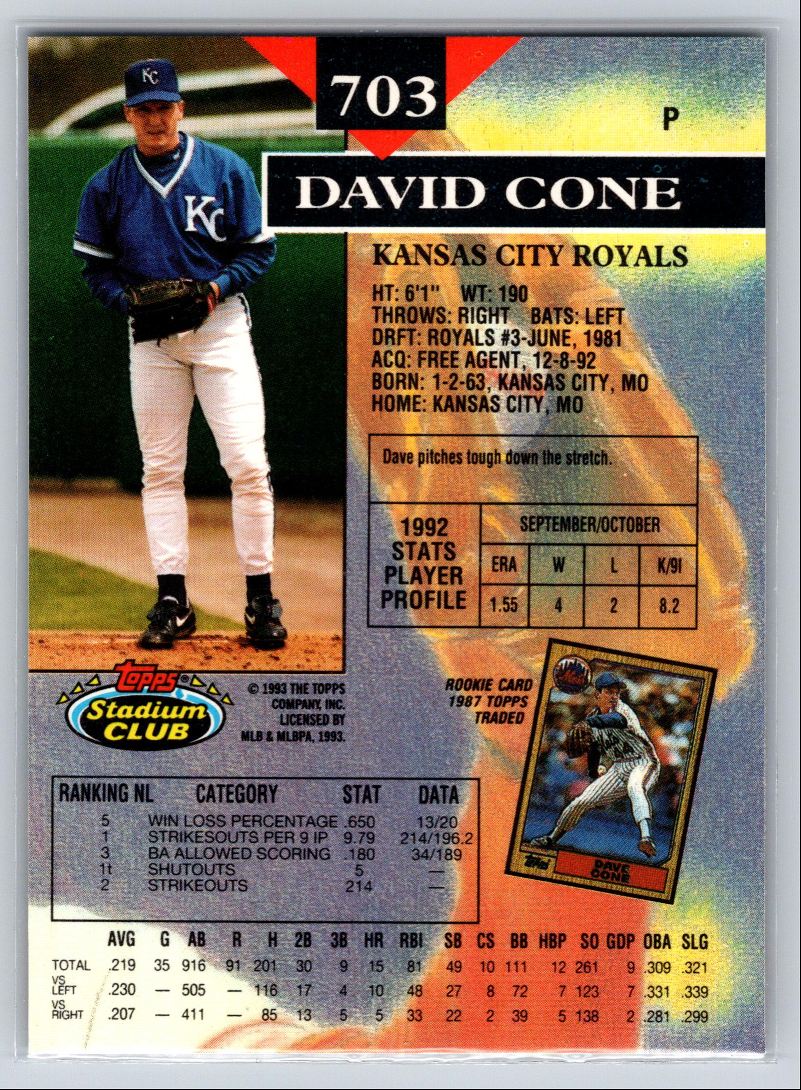 KC
703
P
DAVID CONE
KC
KANSAS CITY ROYALS
HT: 6'1" WT: 190
THROWS: RIGHT BATS: LEFT
DRFT: ROYALS #3-JUNE, 1981
ACQ: FREE AGENT, 12-8-92
BORN: 1-2-63, KANSAS CITY, MO
HOME: KANSAS CITY, MO
Dave pitches tough down the stretch.
1992 STATS PLAYER PROFILE
SEPTEMBER/OCTOBER
ERA W L K/9I
1.55 4 2 8.2
TOPPS®
Stadium
CLUB
© 1993 THE TOPPS
COMPANY, INC.
LICENSED BY
MLB & MLBPA, 1993.
ROOKIE CARD
1987 TOPPS
TRADED
Mets
Topps
DAVE
CONE
RANKING NL CATEGORY STAT DATA
5 WIN LOSS PERCENTAGE .650 13/20
1 STRIKESOUTS PER 9 IP 9.79 214/196.2
3 BA ALLOWED SCORING .180 34/189
1t SHUTOUTS 5 —
2 STRIKEOUTS 214 —
AVG G AB R H 2B 3B HR RBI SB CS BB HBP SO GDP OBA SLG
TOTAL .219 35 916 91 201 30 9 15 81 49 10 111 12 261 9 .309 .321
VS LEFT .230 — 505 — 116 17 4 10 48 27 8 72 7 123 7 .331 .339
VS RIGHT .207 — 411 — 85 13 5 5 33 22 2 39 5 138 2 .281 .299